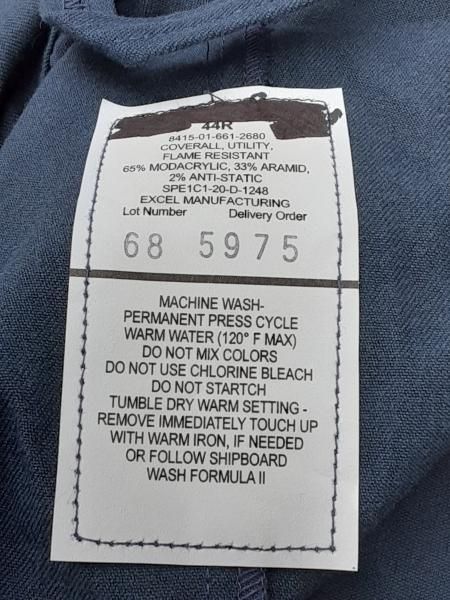 44R
8415-01-661-2680
COVERALL, UTILITY,
FLAME RESISTANT
65% MODACRYLIC, 33% ARAMID,
2% ANTI-STATIC
SPE1C1-20-D-1248
EXCEL MANUFACTURING
Lot Number Delivery Order
68 5975
MACHINE WASH-
PERMANENT PRESS CYCLE
WARM WATER (120° F MAX)
DO NOT MIX COLORS
DO NOT USE CHLORINE BLEACH
DO NOT STARTCH
TUMBLE DRY WARM SETTING -
REMOVE IMMEDIATELY TOUCH UP
WITH WARM IRON, IF NEEDED
OR FOLLOW SHIPBOARD
WASH FORMULA II